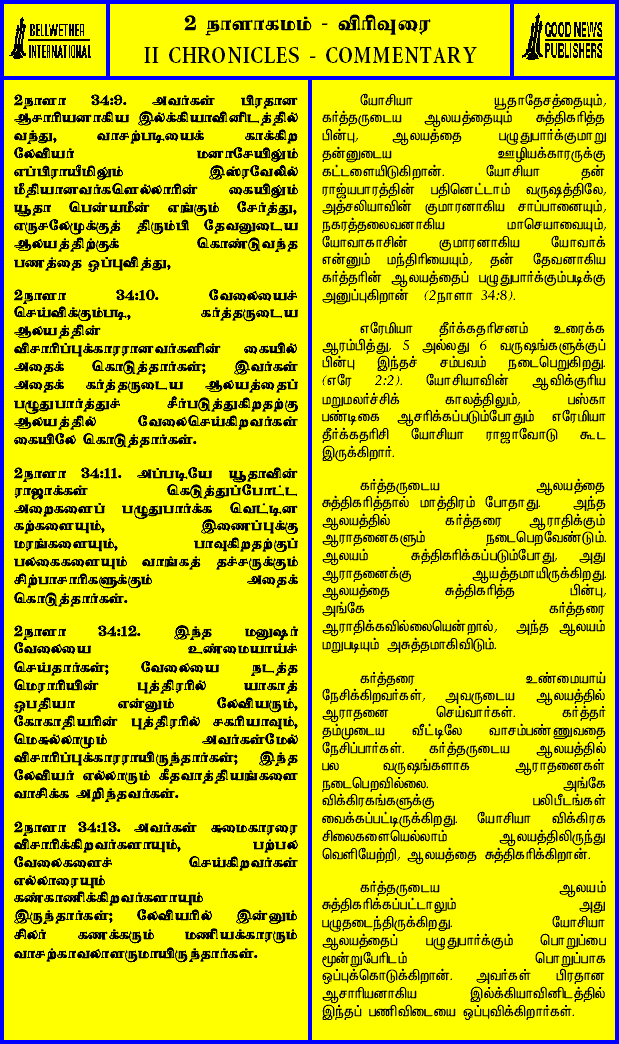 BELLWETHER
INTERNATIONAL
2 நாளாகமம் - விரிவுரை
II CHRONICLES - COMMENTARY
GOOD NEWS
PUBLISHERS
2நாளா 34:9. அவர்கள் பிரதான
ஆசாரியனாகிய இல்க்கியாவினிடத்தில்
வந்து, வாசற்படியைக் காக்கிற
லேவியர் மனாசேயிலும்
எப்பிராயீமிலும் இஸ்ரவேலில்
மீதியானவர்களெல்லாரின் கையிலும்
யூதா பென்யமீன் எங்கும் சேர்த்து,
எருசலேமுக்குத் திரும்பி தேவனுடைய
ஆலயத்திற்குக் கொண்டுவந்த
பணத்தை ஒப்புவித்து,
2நாளா 34:10. வேலையைச்
செய்விக்கும்படி, கர்த்தருடைய
ஆலயத்தின்
விசாரிப்புக்காரரானவர்களின் கையில்
அதைக் கொடுத்தார்கள்; இவர்கள்
அதைக் கர்த்தருடைய ஆலயத்தைப்
பழுதுபார்த்துச் சீர்படுத்துகிறதற்கு
ஆலயத்தில் வேலைசெய்கிறவர்கள்
கையிலே கொடுத்தார்கள்.
2நாளா 34:11. அப்படியே யூதாவின்
ராஜாக்கள் கெடுத்துப்போட்ட
அறைகளைப் பழுதுபார்க்க வெட்டின
கற்களையும், இணைப்புக்கு
மரங்களையும், பாவுகிறதற்குப்
பல்கைகளையும் வாங்கத் தச்சருக்கும்
சிற்பாசாரிகளுக்கும் அதைக்
கொடுத்தார்கள்.
2நாளா 34:12. இந்த மனுஷர்
வேலையை உண்மையாய்ச்
செய்தார்கள்; வேலையை நடத்த
மெராரியின் புத்திரரில் யாகாத்
ஒபதியா என்னும் லேவியரும்,
கோகாதியரின் புத்திரரில் சகரியாவும்,
மெசுல்லாமும் அவர்கள்மேல்
விசாரிப்புக்காரராயிருந்தார்கள்; இந்த
லேவியர் எல்லாரும் கீதவாத்தியங்களை
வாசிக்க அறிந்தவர்கள்.
2நாளா 34:13. அவர்கள் சுமைகாரரை
விசாரிக்கிறவர்களாயும், பற்பல
வேலைகளைச் செய்கிறவர்கள்
எல்லாரையும்
கண்காணிக்கிறவர்களாயும்
இருந்தார்கள்; லேவியரில் இன்னும்
சிலர் கணக்கரும் மணியக்காரரும்
வாசற்காவலாளருமாயிருந்தார்கள்.
யோசியா யூதாதேசத்தையும்,
கர்த்தருடைய ஆலயத்தையும் சுத்திகரித்த
பின்பு, ஆலயத்தை பழுதுபார்க்குமாறு
தன்னுடைய ஊழியக்காரருக்கு
கட்டளையிடுகிறான். யோசியா தன்
ராஜ்யபாரத்தின் பதினெட்டாம் வருஷத்திலே,
அத்சலியாவின் குமாரனாகிய சாப்பானையும்,
நகரத்தலைவனாகிய மாசெயாவையும்,
யோவாகாசின் குமாரனாகிய யோவாக்
என்னும் மந்திரியையும், தன் தேவனாகிய
கர்த்தரின் ஆலயத்தைப் பழுதுபார்க்கும்படிக்கு
அனுப்புகிறான் (2நாளா 34:8).
எரேமியா தீர்க்கதரிசனம் உரைக்க
ஆரம்பித்து, 5 அல்லது 6 வருஷங்களுக்குப்
பின்பு இந்தச் சம்பவம் நடைபெறுகிறது.
(எரே 2:2). யோசியாவின் ஆவிக்குரிய
மறுமலர்ச்சிக் காலத்திலும், பஸ்கா
பண்டிகை ஆசரிக்கப்படும்போதும் எரேமியா
தீர்க்கதரிசி யோசியா ராஜாவோடு கூட
இருக்கிறார்.
கர்த்தருடைய ஆலயத்தை
சுத்திகரித்தால் மாத்திரம் போதாது. அந்த
ஆலயத்தில் கர்த்தரை ஆராதிக்கும்
ஆராதனைகளும் நடைபெறவேண்டும்.
ஆலயம் சுத்திகரிக்கப்படும்போது, அது
ஆராதனைக்கு ஆயத்தமாயிருக்கிறது.
ஆலயத்தை சுத்திகரித்த பின்பு,
அங்கே கர்த்தரை
ஆராதிக்கவில்லையென்றால், அந்த ஆலயம்
மறுபடியும் அசுத்தமாகிவிடும்.
கர்த்தரை உண்மையாய்
நேசிக்கிறவர்கள், அவருடைய ஆலயத்தில்
ஆராதனை செய்வார்கள். கர்த்தர்
தம்முடைய வீட்டிலே வாசம்பண்ணுவதை
நேசிப்பார்கள். கர்த்தருடைய ஆலயத்தில்
பல வருஷங்களாக ஆராதனைகள்
நடைபெறவில்லை. அங்கே
விக்கிரகங்களுக்கு பலிபீடங்கள்
வைக்கப்பட்டிருக்கிறது. யோசியா விக்கிரக
சிலைகளையெல்லாம் ஆலயத்திலிருந்து
வெளியேற்றி, ஆலயத்தை சுத்திகரிக்கிறான்.
கர்த்தருடைய ஆலயம்
சுத்திகரிக்கப்பட்டாலும் அது
பழுதடைந்திருக்கிறது. யோசியா
ஆலயத்தைப் பழுதுபார்க்கும் பொறுப்பை
மூன்றுபேரிடம் பொறுப்பாக
ஒப்புக்கொடுக்கிறான். அவர்கள் பிரதான
ஆசாரியனாகிய இல்க்கியாவினிடத்தில்
இந்தப் பணிவிடையை ஒப்புவிக்கிறார்கள்.